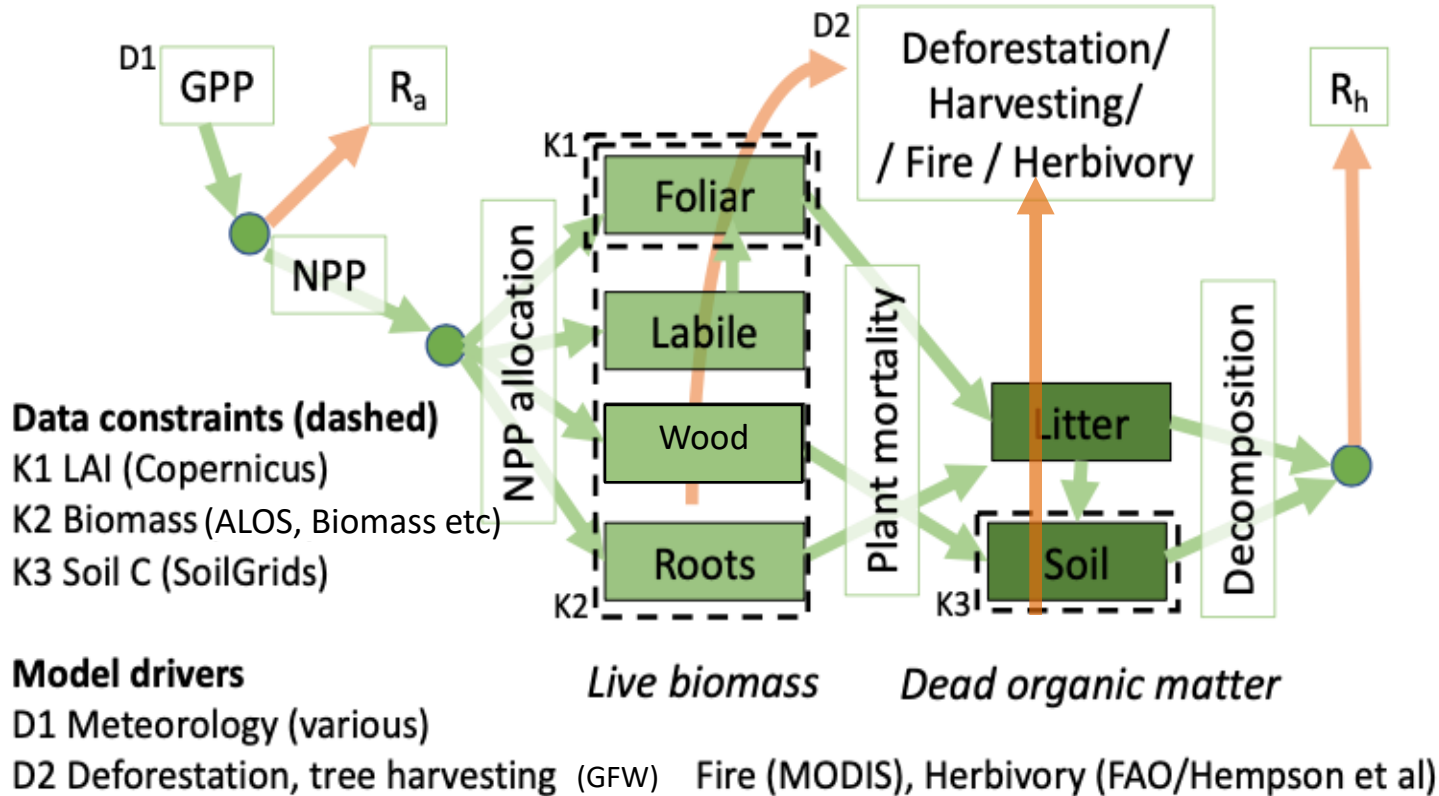 D1
GPP
Rₐ
D2
Deforestation/
Harvesting/
/ Fire / Herbivory
Rₕ
K1
Foliar
NPP
NPP allocation
Labile
Wood
Roots
K2
Plant mortality
Litter
Soil
K3
Decomposition
Data constraints (dashed)
K1 LAI (Copernicus)
K2 Biomass (ALOS, Biomass etc)
K3 Soil C (SoilGrids)
Live biomass
Dead organic matter
Model drivers
D1 Meteorology (various)
D2 Deforestation, tree harvesting (GFW) Fire (MODIS), Herbivory (FAO/Hempson et al)